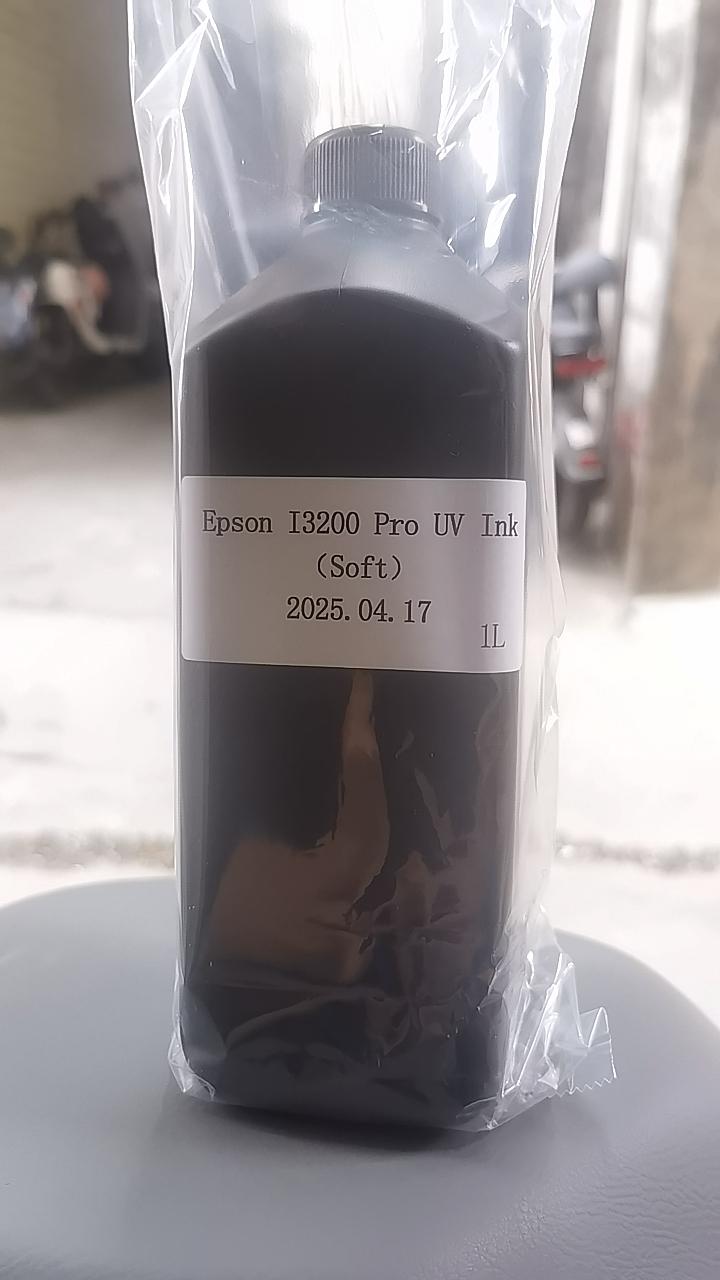 Epson I3200 Pro UV Ink
(Soft)
2025.04.17
1L